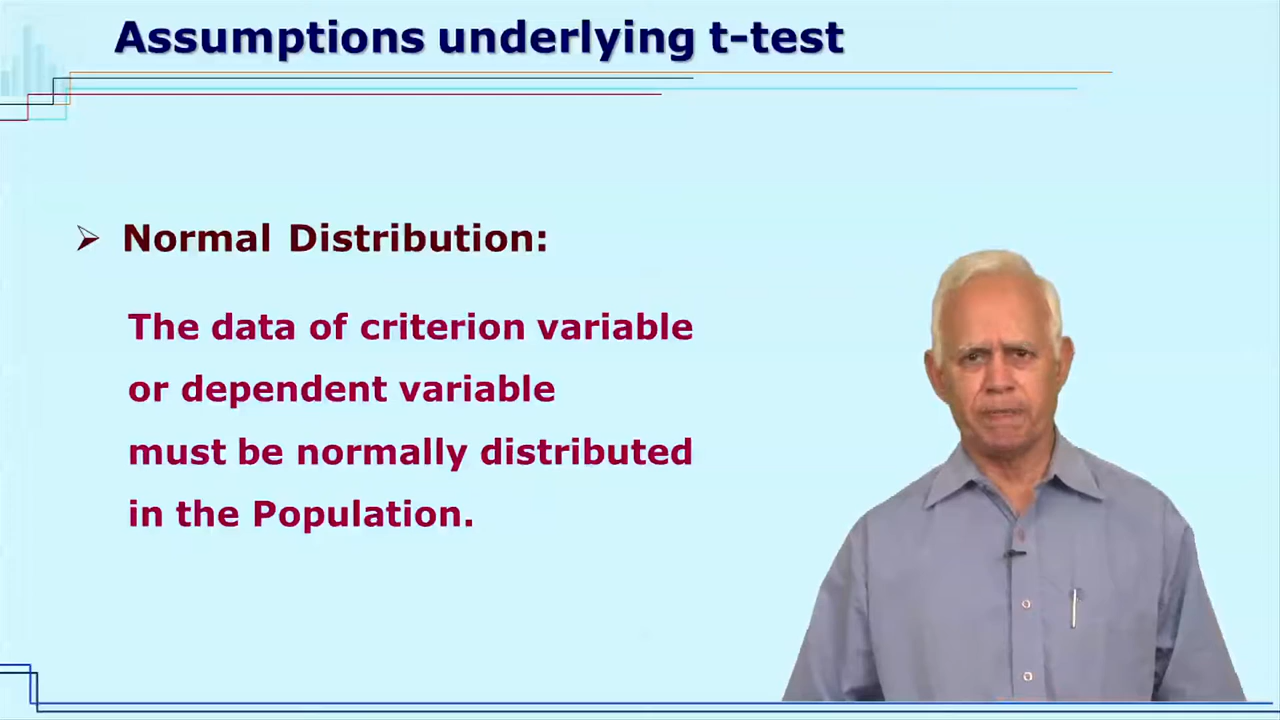 Assumptions underlying t-test
Normal Distribution:
The data of criterion variable
or dependent variable
must be normally distributed
in the Population.